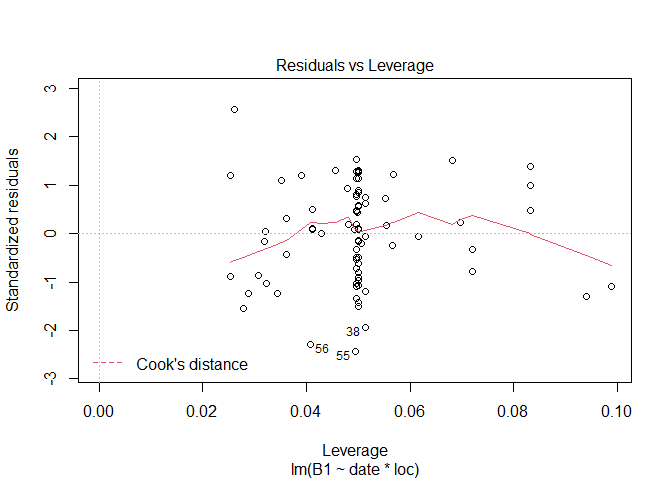 Residuals vs Leverage
Standardized residuals
3
2
1
0
-1
-2
-3
38
56
55
Cook's distance
0.00 0.02 0.04 0.06 0.08 0.10
Leverage
lm(B1 ~ date * loc)